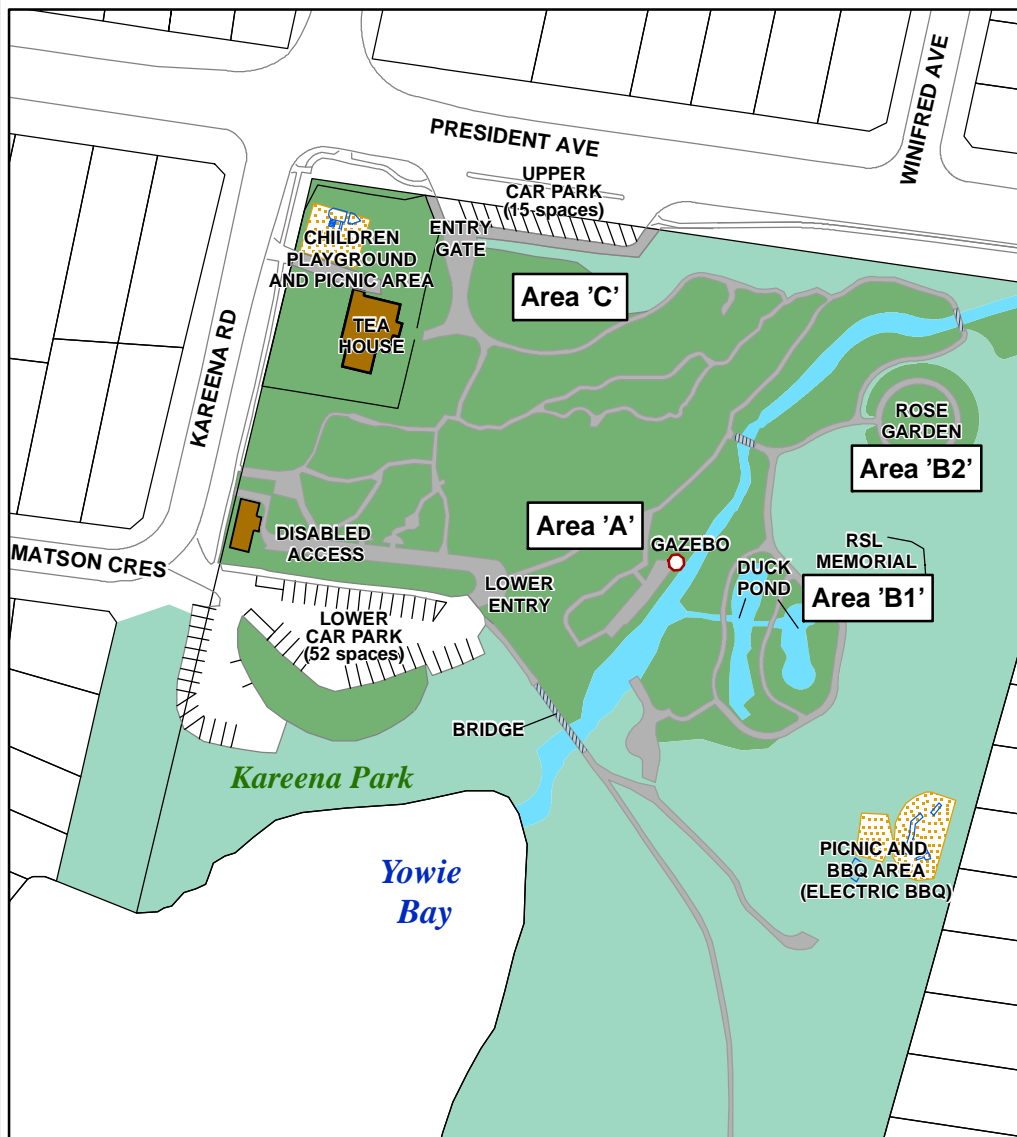 WINIFRED AVE
PRESIDENT AVE
UPPER
CAR PARK
(15 spaces)
ENTRY
GATE
CHILDREN
PLAYGROUND
AND PICNIC AREA
Area 'C'
TEA
HOUSE
KAREENA RD
ROSE
GARDEN
Area 'B2'
Area 'A'
DISABLED
ACCESS
GAZEBO
RSL
MEMORIAL
MATSON CRES
DUCK
POND
LOWER
ENTRY
Area 'B1'
LOWER
CAR PARK
(52 spaces)
BRIDGE
Kareena Park
PICNIC AND
BBQ AREA
(ELECTRIC BBQ)
Yowie
Bay